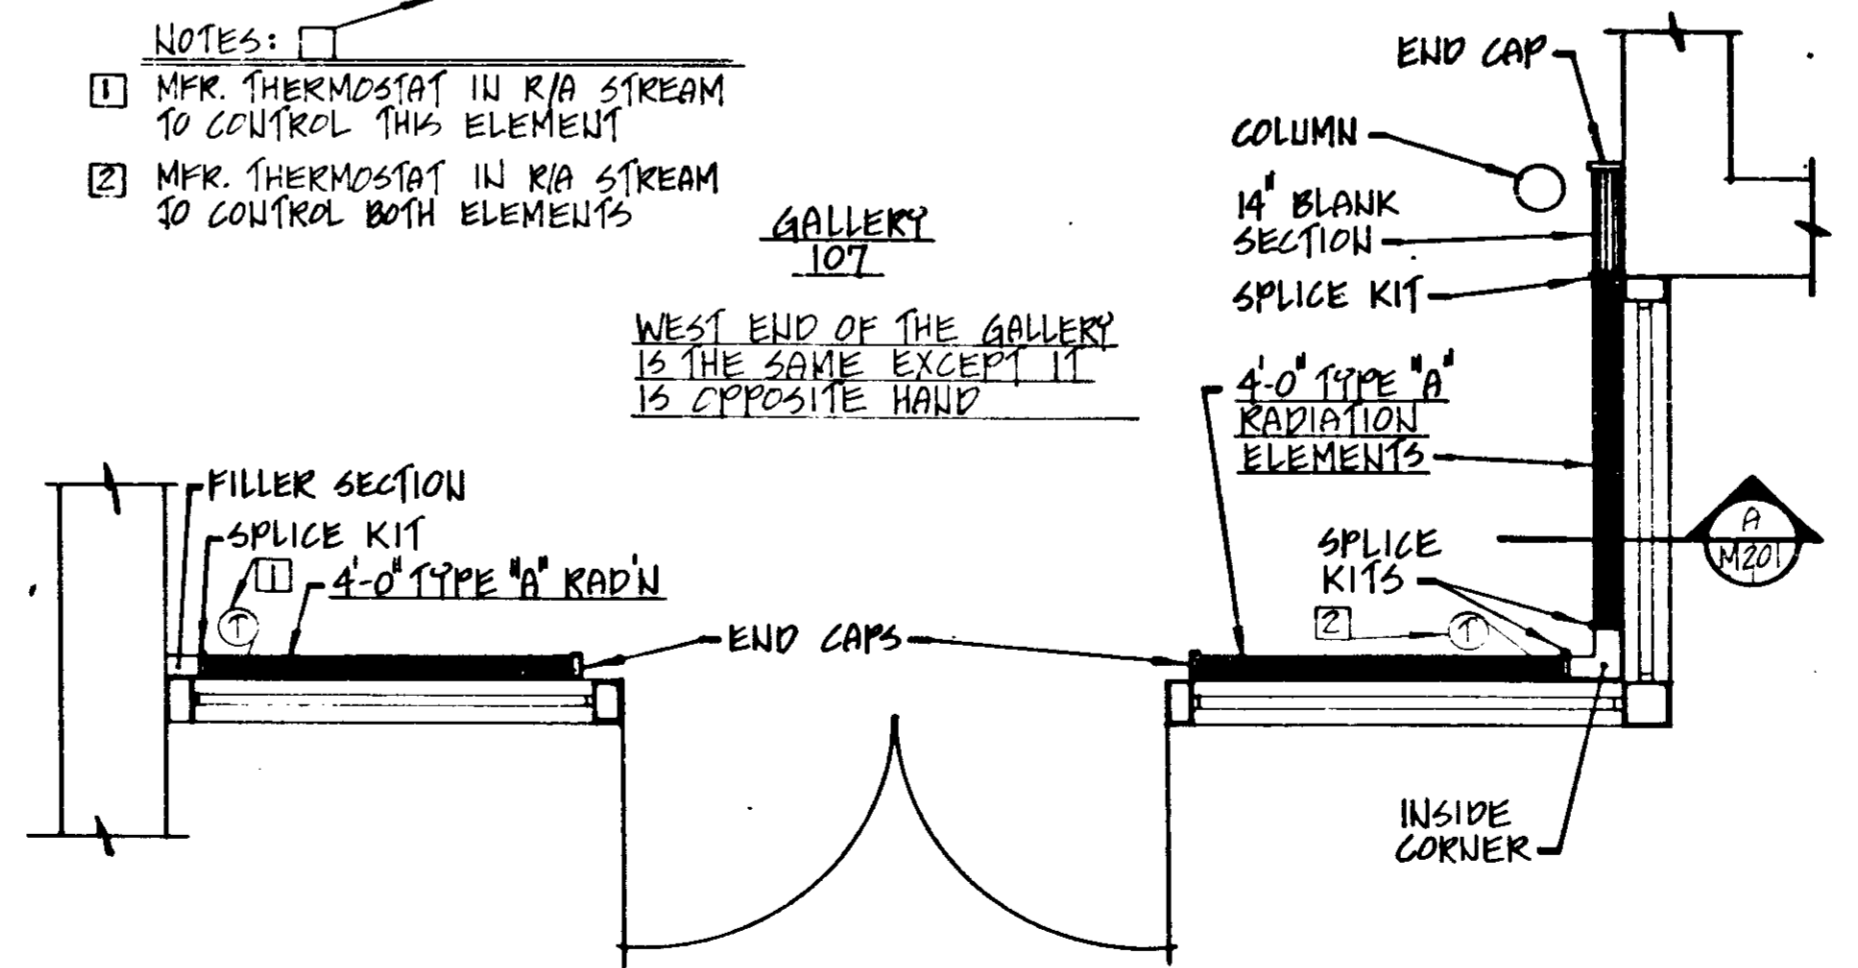 NOTES:
1 MFR. THERMOSTAT IN R/A STREAM
TO CONTROL THIS ELEMENT
2 MFR. THERMOSTAT IN R/A STREAM
TO CONTROL BOTH ELEMENTS
GALLERY
107
WEST END OF THE GALLERY
IS THE SAME EXCEPT IT
IS OPPOSITE HAND
END CAP
COLUMN
14" BLANK
SECTION
SPLICE KIT
4'-0" TYPE "A"
RADIATION
ELEMENTS
FILLER SECTION
SPLICE KIT
1
4'-0" TYPE "A" RAD'N
T
END CAPS
SPLICE
KITS
2
T
A
M201
INSIDE
CORNER